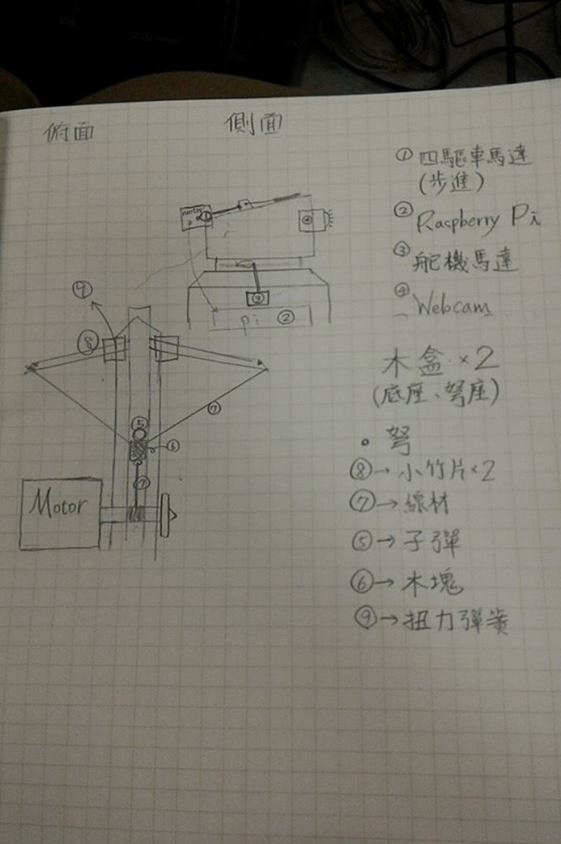 俯面
側面
① 四驅車馬達
(步進)
② Raspberry Pi
③ 舵機馬達
④ Webcam
木盒×2
(底座、弩座)
。弩
⑧→小竹片×2
⑦→線材
⑤→子彈
⑥→木塊
⑨→扭力彈簧
motor
①
④
③
pi ②
⑨
⑧
⑦
⑤
⑥
⑦
Motor